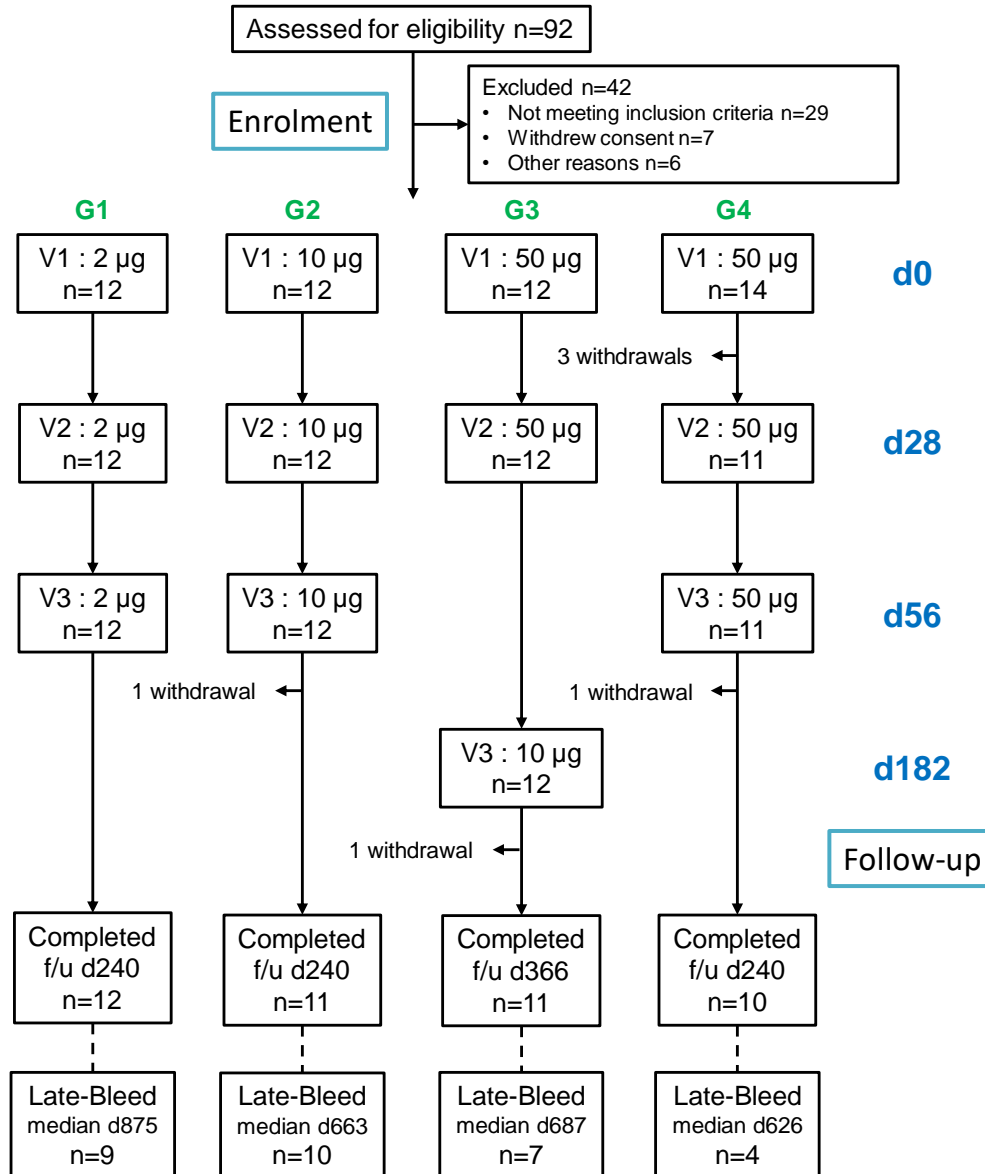 Assessed for eligibility n=92
Enrolment
Excluded n=42
• Not meeting inclusion criteria n=29
• Withdrew consent n=7
• Other reasons n=6
G1
G2
G3
G4
V1 : 2 µg
n=12
V1 : 10 µg
n=12
V1 : 50 µg
n=12
V1 : 50 µg
n=14
d0
3 withdrawals
V2 : 2 µg
n=12
V2 : 10 µg
n=12
V2 : 50 µg
n=12
V2 : 50 µg
n=11
d28
V3 : 2 µg
n=12
V3 : 10 µg
n=12
V3 : 50 µg
n=11
d56
1 withdrawal
1 withdrawal
V3 : 10 µg
n=12
d182
1 withdrawal
Follow-up
Completed
f/u d240
n=12
Completed
f/u d240
n=11
Completed
f/u d366
n=11
Completed
f/u d240
n=10
Late-Bleed
median d875
n=9
Late-Bleed
median d663
n=10
Late-Bleed
median d687
n=7
Late-Bleed
median d626
n=4